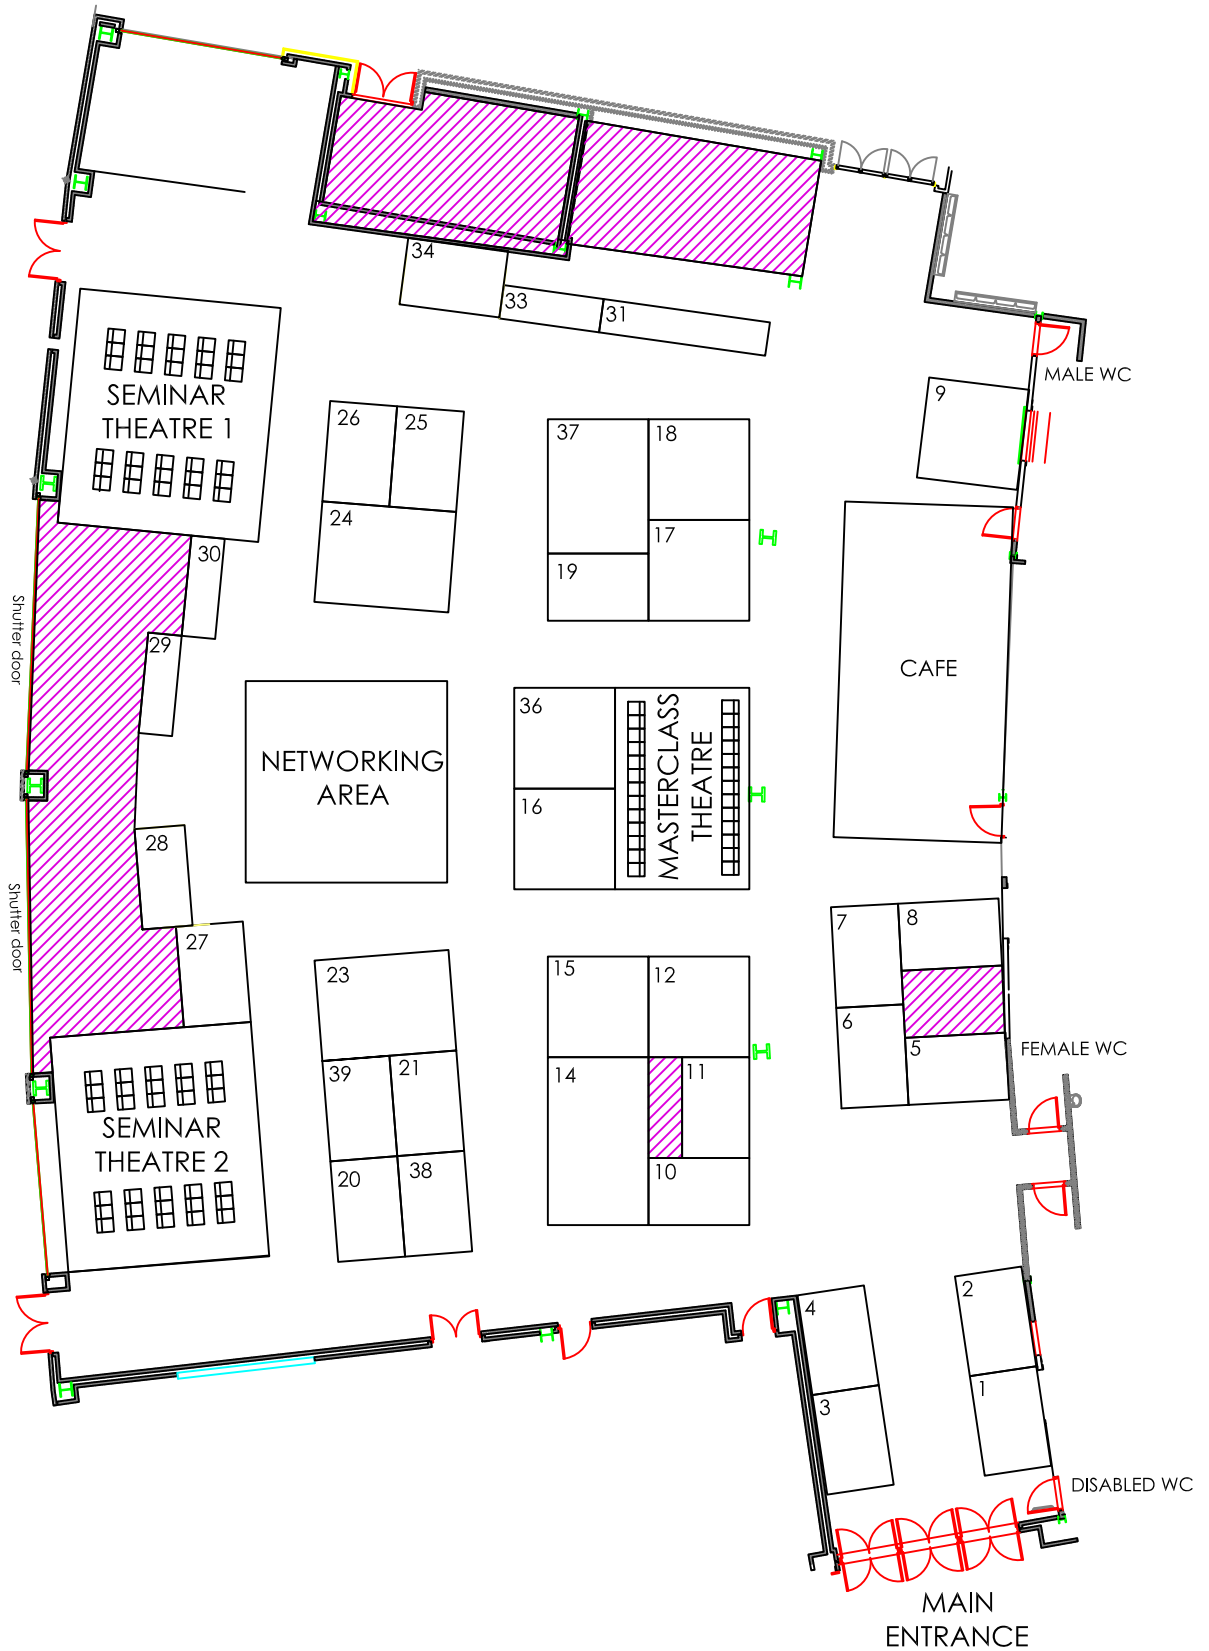 34
33
31
MALE WC
SEMINAR
THEATRE 1
9
26
25
37
18
24
17
30
19
29
Shutter door
CAFE
36
MASTERCLASS
THEATRE
NETWORKING
AREA
16
28
Shutter door
27
7
8
23
15
12
6
5
FEMALE WC
39
21
14
11
SEMINAR
THEATRE 2
20
38
10
2
4
1
3
DISABLED WC
MAIN
ENTRANCE